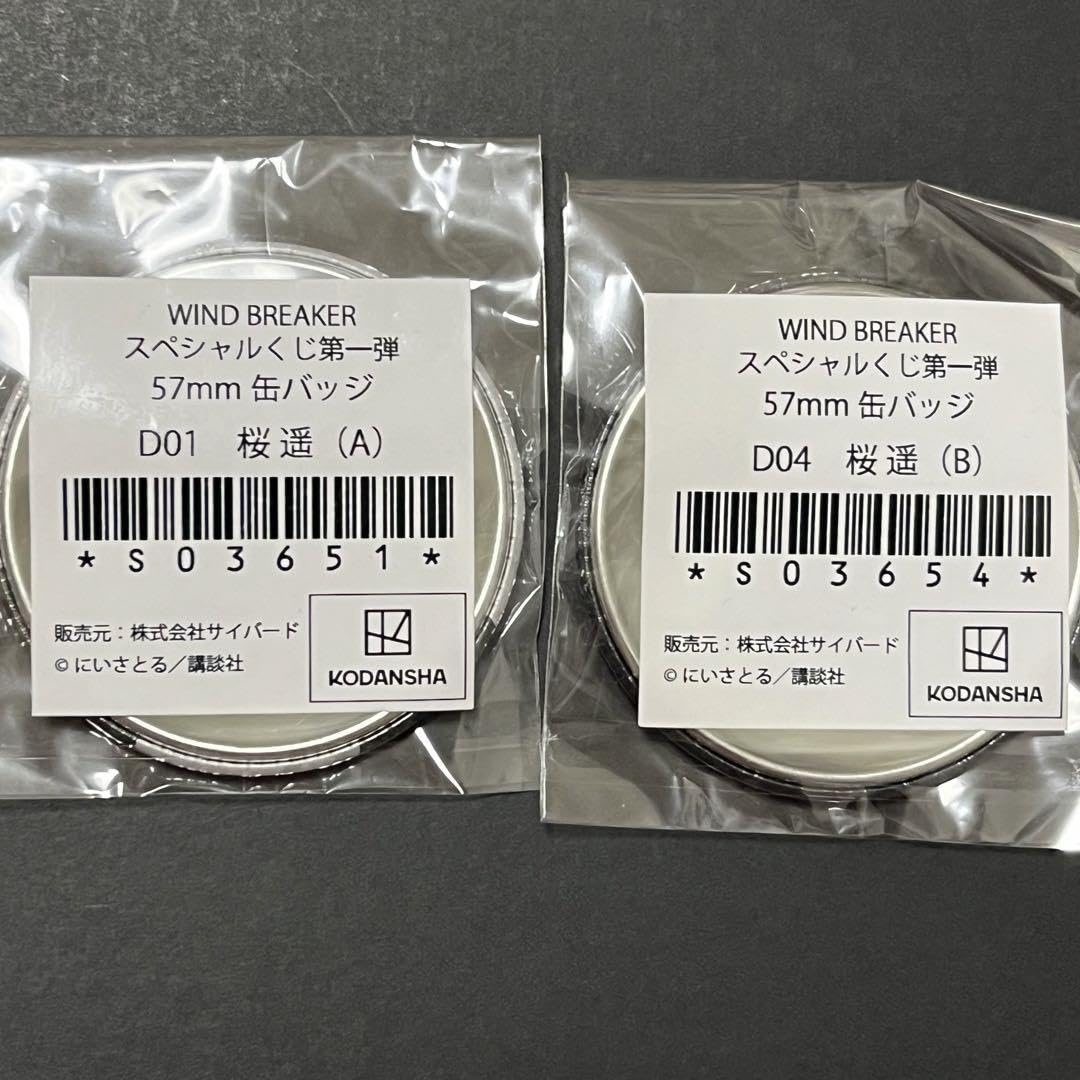 WIND BREAKER
スペシャルくじ第一弾
57mm 缶バッジ
D01　桜 遥（A）
*S03651*
販売元：株式会社サイバード
© にいさとる／講談社
KODANSHA
WIND BREAKER
スペシャルくじ第一弾
57mm 缶バッジ
D04　桜 遥（B）
*S03654*
販売元：株式会社サイバード
© にいさとる／講談社
KODANSHA